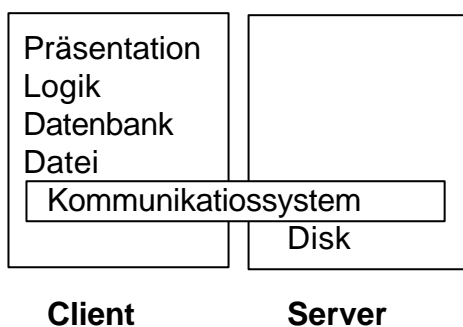 Präsentation
Logik
Datenbank
Datei
Kommunikatiossystem
Disk
Client Server